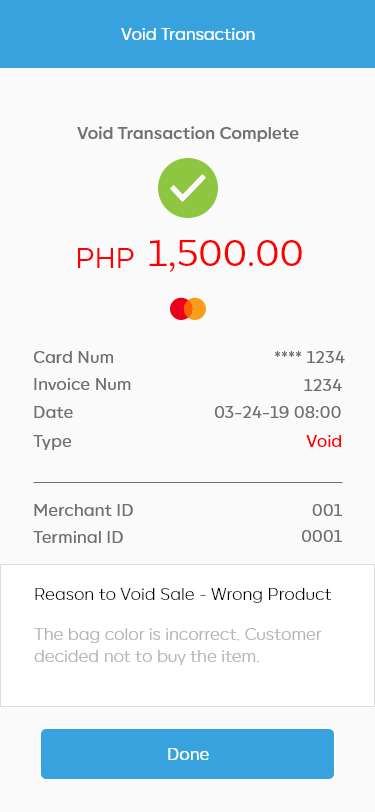 Void Transaction
Void Transaction Complete
PHP 1,500.00
Card Num **** 1234
Invoice Num 1234
Date 03-24-19 08:00
Type Void
Merchant ID 001
Terminal ID 0001
Reason to Void Sale - Wrong Product
The bag color is incorrect. Customer
decided not to buy the item.
Done